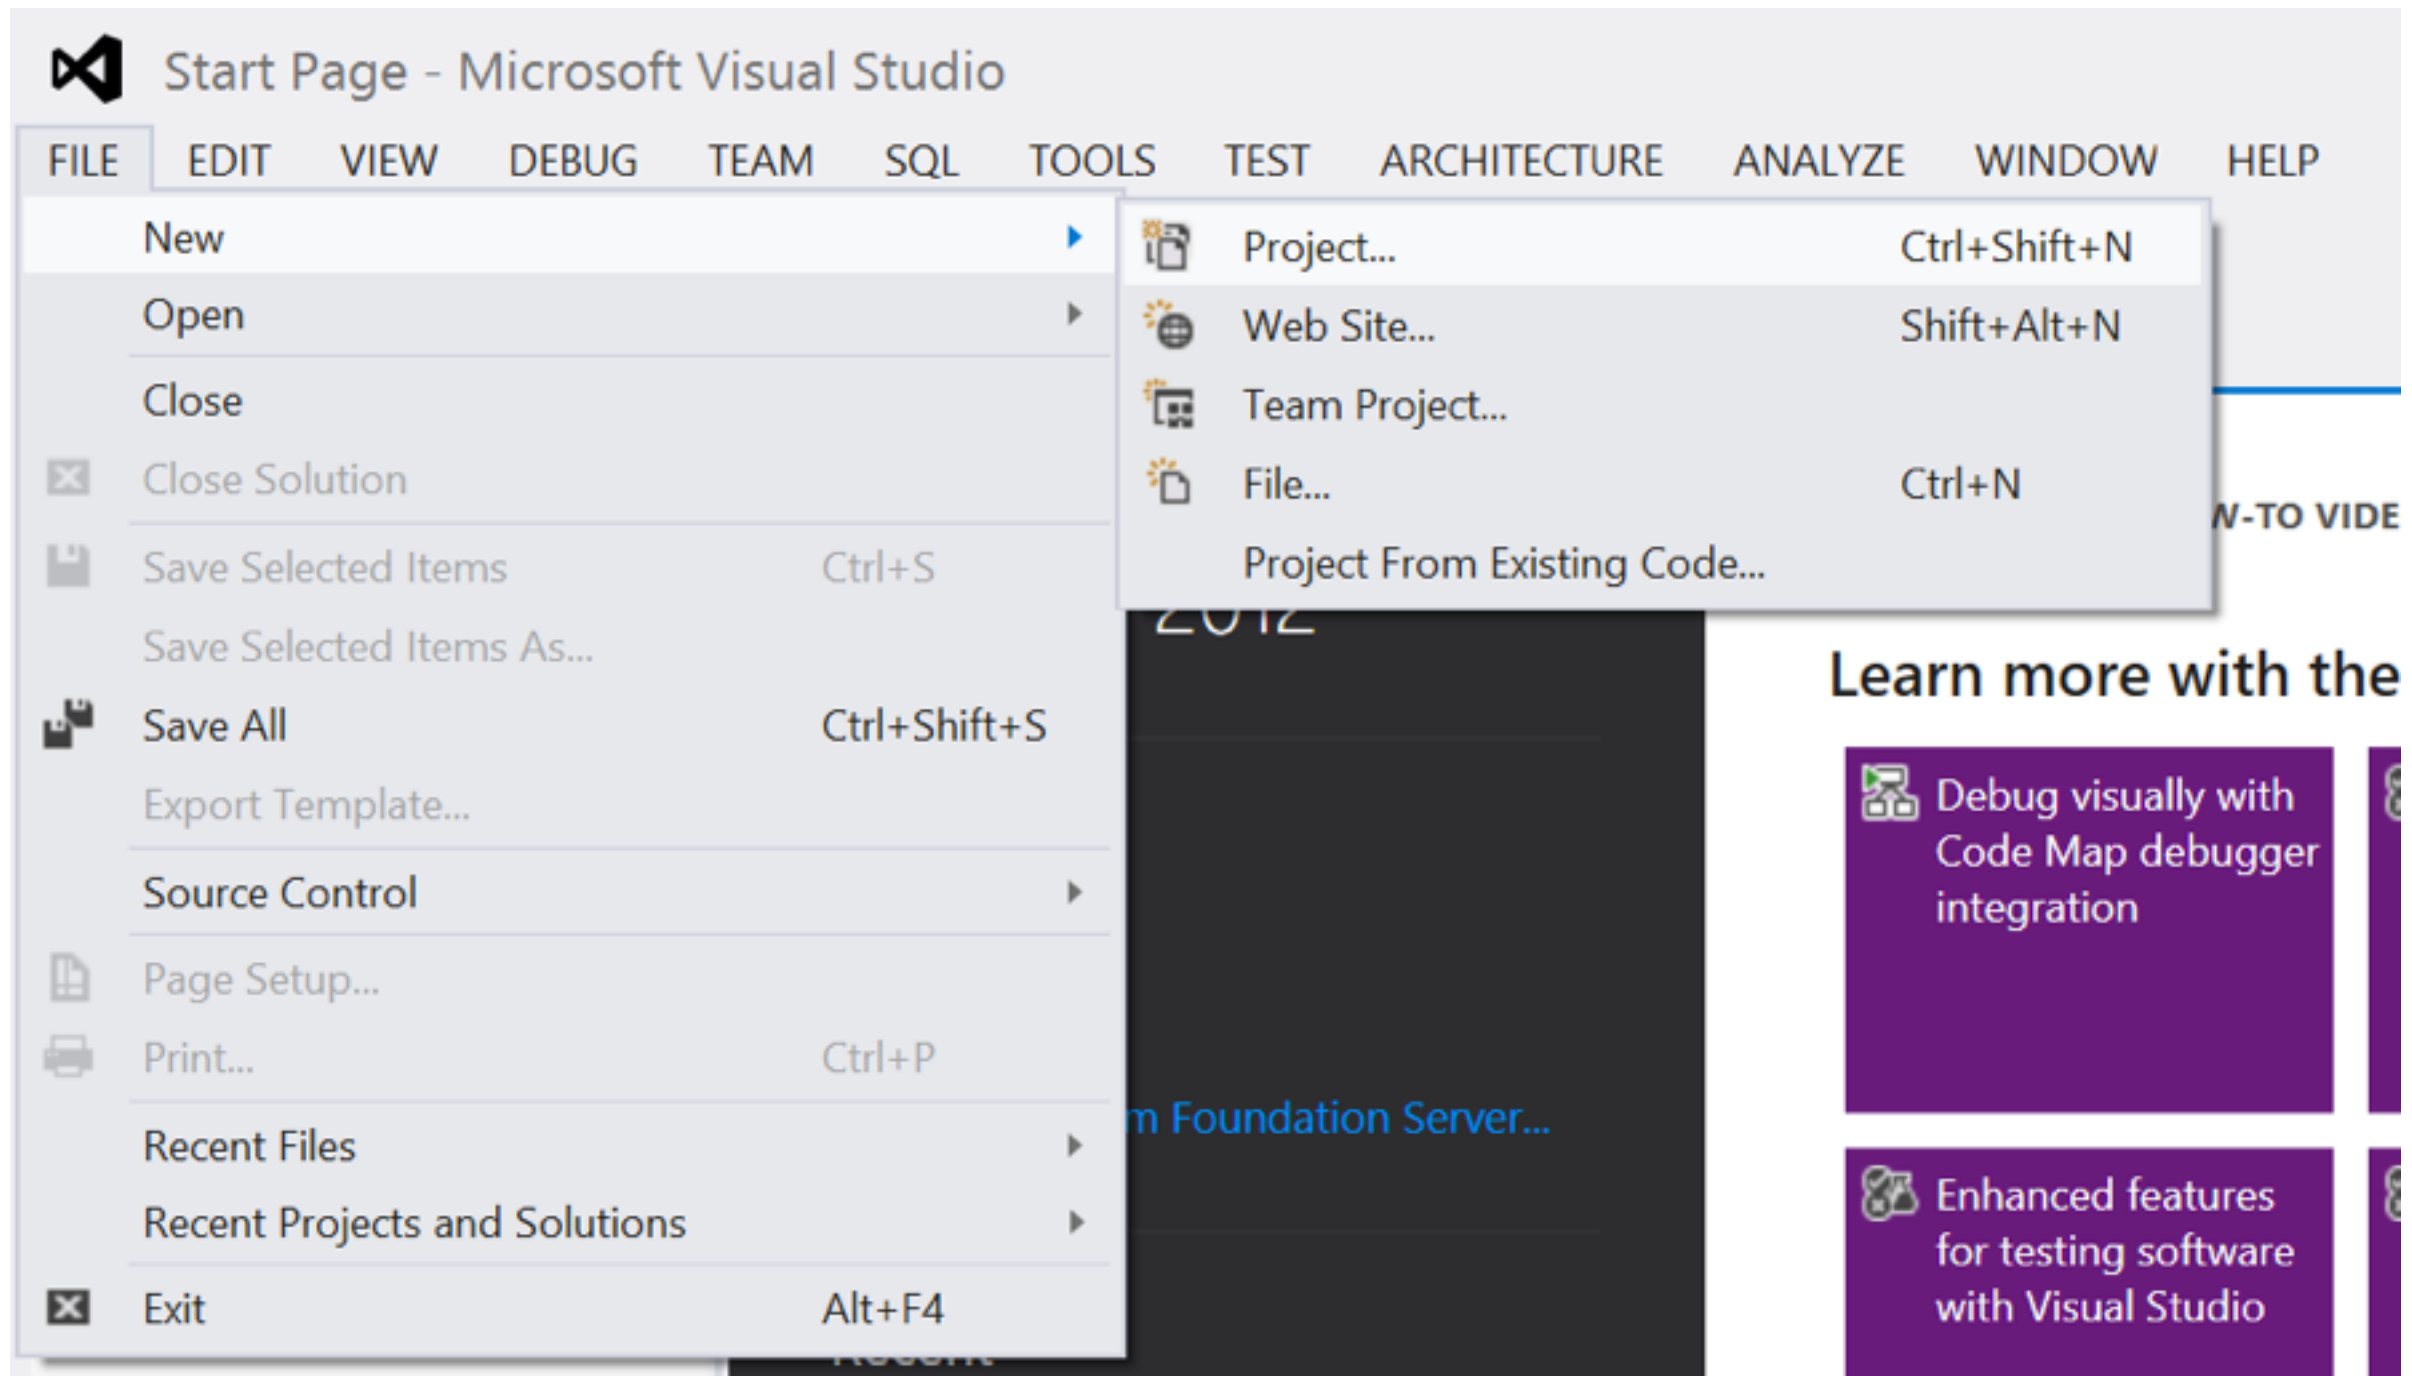 Start Page - Microsoft Visual Studio
FILE EDIT VIEW DEBUG TEAM SQL TOOLS TEST ARCHITECTURE ANALYZE WINDOW HELP
New
Open
Close
Close Solution
Save Selected Items Ctrl+S
Save Selected Items As...
Save All Ctrl+Shift+S
Export Template...
Source Control
Page Setup...
Print... Ctrl+P
Recent Files
Recent Projects and Solutions
Exit Alt+F4
Project... Ctrl+Shift+N
Web Site... Shift+Alt+N
Team Project...
File... Ctrl+N
Project From Existing Code...
2012
m Foundation Server...
Recent
W-TO VIDE
Learn more with the
Debug visually with
Code Map debugger
integration
Enhanced features
for testing software
with Visual Studio